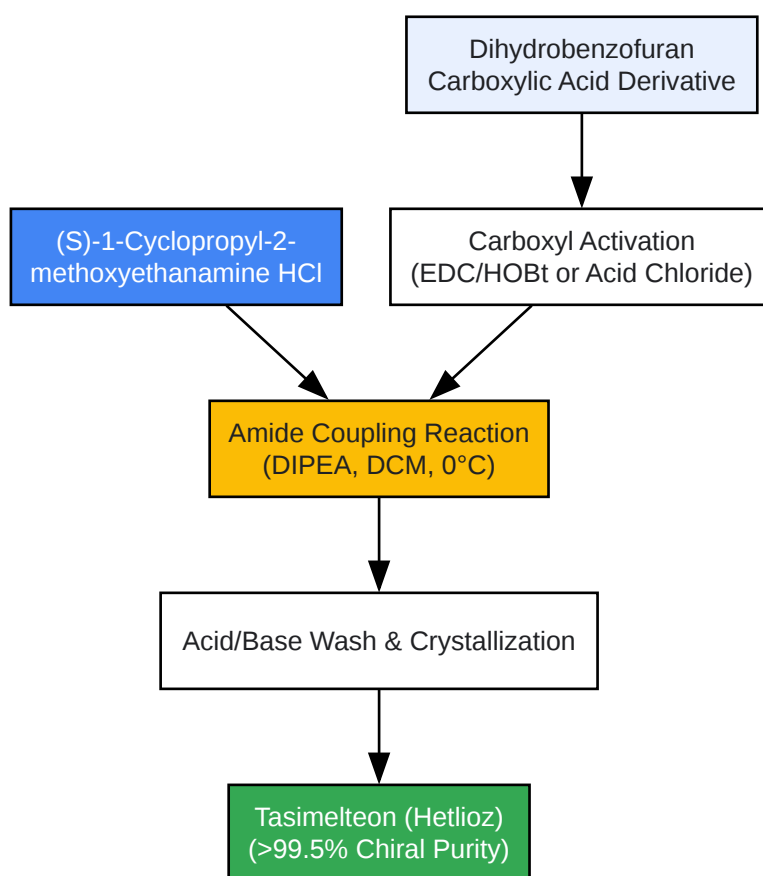 Dihydrobenzofuran
Carboxylic Acid Derivative
(S)-1-Cyclopropyl-2-
methoxyethanamine HCl
Carboxyl Activation
(EDC/HOBt or Acid Chloride)
Amide Coupling Reaction
(DIPEA, DCM, 0°C)
Acid/Base Wash & Crystallization
Tasimelteon (Hetlioz)
(>99.5% Chiral Purity)